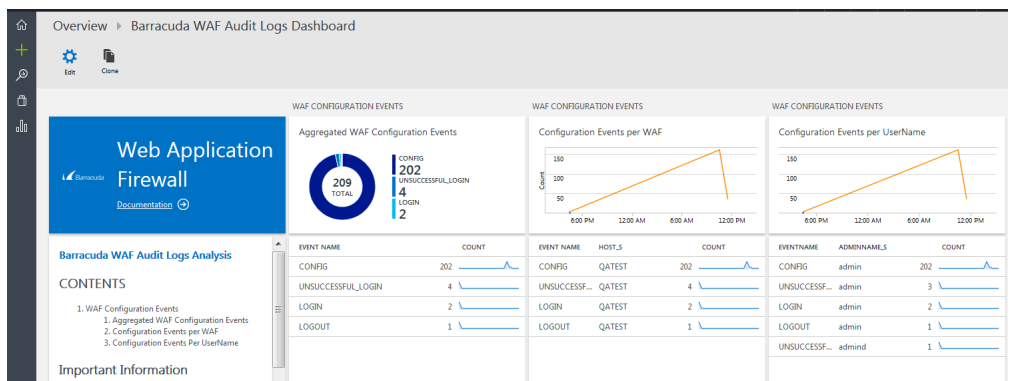 Overview ▸ Barracuda WAF Audit Logs Dashboard
Edit
Clone
WAF CONFIGURATION EVENTS
WAF CONFIGURATION EVENTS
WAF CONFIGURATION EVENTS
Barracuda
Web Application
Firewall
Documentation
Barracuda WAF Audit Logs Analysis
CONTENTS
1. WAF Configuration Events
1. Aggregated WAF Configuration Events
2. Configuration Events per WAF
3. Configuration Events Per UserName
Important Information
Aggregated WAF Configuration Events
209
TOTAL
CONFIG
202
UNSUCCESSFUL_LOGIN
4
LOGIN
2
EVENT NAME COUNT
CONFIG 202
UNSUCCESSFUL_LOGIN 4
LOGIN 2
LOGOUT 1
Configuration Events per WAF
Count
150
100
50
6:00 PM 12:00 AM 6:00 AM 12:00 PM
EVENT NAME HOST_S COUNT
CONFIG QATEST 202
UNSUCCESSF... QATEST 4
LOGIN QATEST 2
LOGOUT QATEST 1
Configuration Events per UserName
150
100
50
6:00 PM 12:00 AM 6:00 AM 12:00 PM
EVENTNAME ADMINNAME_S COUNT
CONFIG admin 202
UNSUCCESSF... admin 3
LOGIN admin 2
LOGOUT admin 1
UNSUCCESSF... admind 1